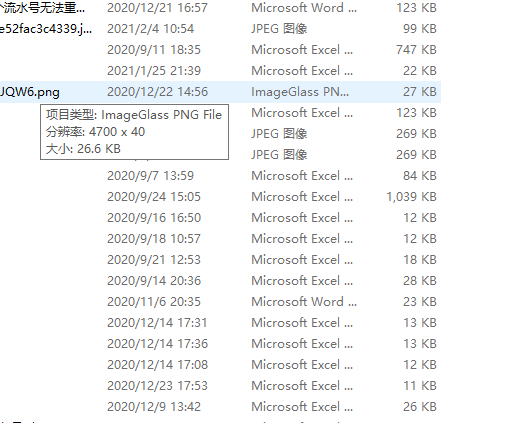 个流水号无法重... 2020/12/21 16:57 Microsoft Word ... 123 KB
e52fac3c4339.j... 2021/2/4 10:54 JPEG 图像 99 KB
2020/9/11 18:35 Microsoft Excel ... 747 KB
2021/1/25 21:39 Microsoft Excel ... 22 KB
JQW6.png 2020/12/22 14:56 ImageGlass PN... 27 KB
项目类型: ImageGlass PNG File
分辨率: 4700 x 40
大小: 26.6 KB
Microsoft Excel ... 123 KB
JPEG 图像 269 KB
JPEG 图像 269 KB
2020/9/7 13:59 Microsoft Excel ... 84 KB
2020/9/24 15:05 Microsoft Excel ... 1,039 KB
2020/9/16 16:50 Microsoft Excel ... 12 KB
2020/9/18 10:57 Microsoft Excel ... 12 KB
2020/9/21 12:53 Microsoft Excel ... 18 KB
2020/9/14 20:36 Microsoft Excel ... 28 KB
2020/11/6 20:35 Microsoft Word ... 23 KB
2020/12/14 17:31 Microsoft Excel ... 13 KB
2020/12/14 17:36 Microsoft Excel ... 13 KB
2020/12/14 17:08 Microsoft Excel ... 12 KB
2020/12/23 17:53 Microsoft Excel ... 11 KB
2020/12/9 13:42 Microsoft Excel ... 26 KB